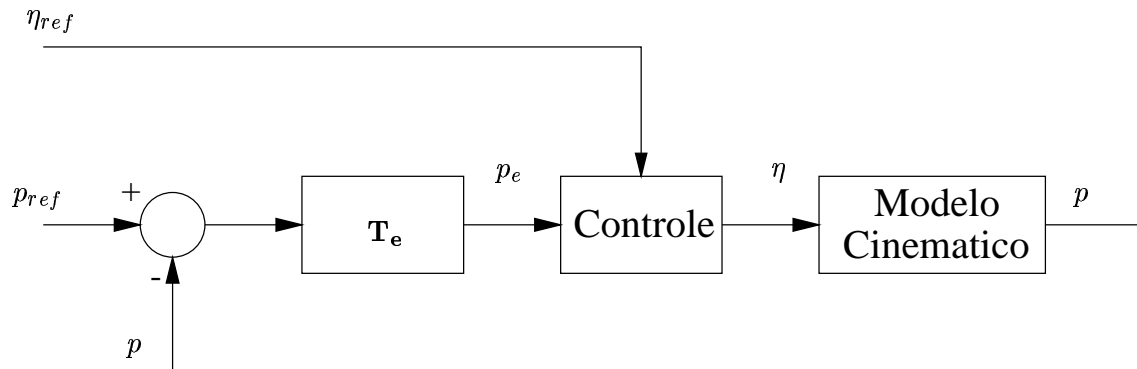 η_ref
p_ref
+
-
p
T_e
p_e
Controle
η
Modelo
Cinematico
p